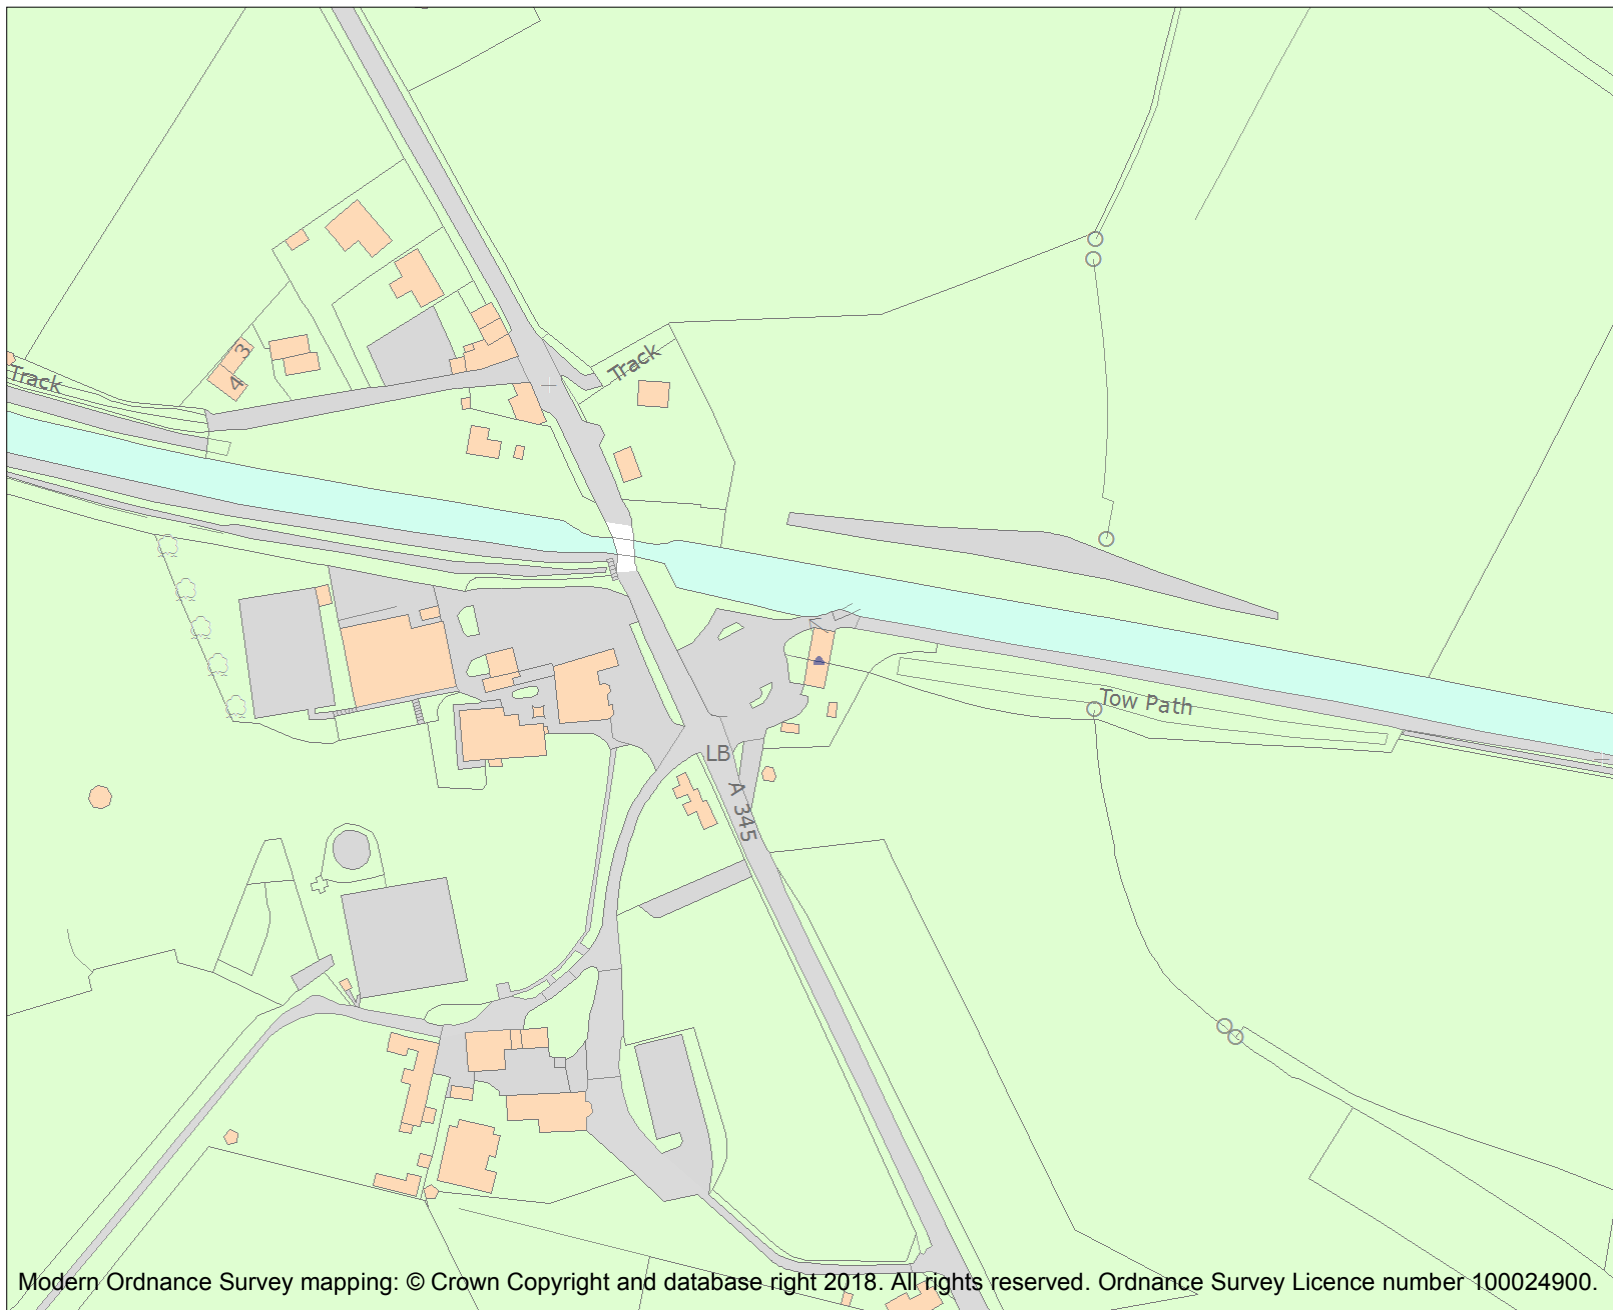 Track
3
4
Track
Tow Path
LB
A 345
Modern Ordnance Survey mapping: © Crown Copyright and database right 2018. All rights reserved. Ordnance Survey Licence number 100024900.